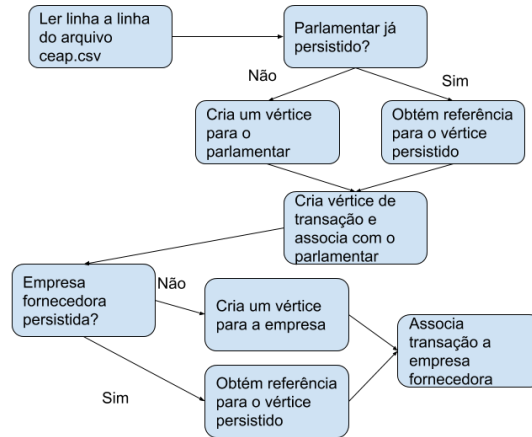 Ler linha a linha
do arquivo
ceap.csv
Parlamentar já
persistido?
Não
Sim
Cria um vértice
para o
parlamentar
Obtém referência
para o vértice
persistido
Cria vértice de
transação e
associa com o
parlamentar
Empresa
fornecedora
persistida?
Não
Cria um vértice
para a empresa
Associa
transação a
empresa
fornecedora
Sim
Obtém referência
para o vértice
persistido